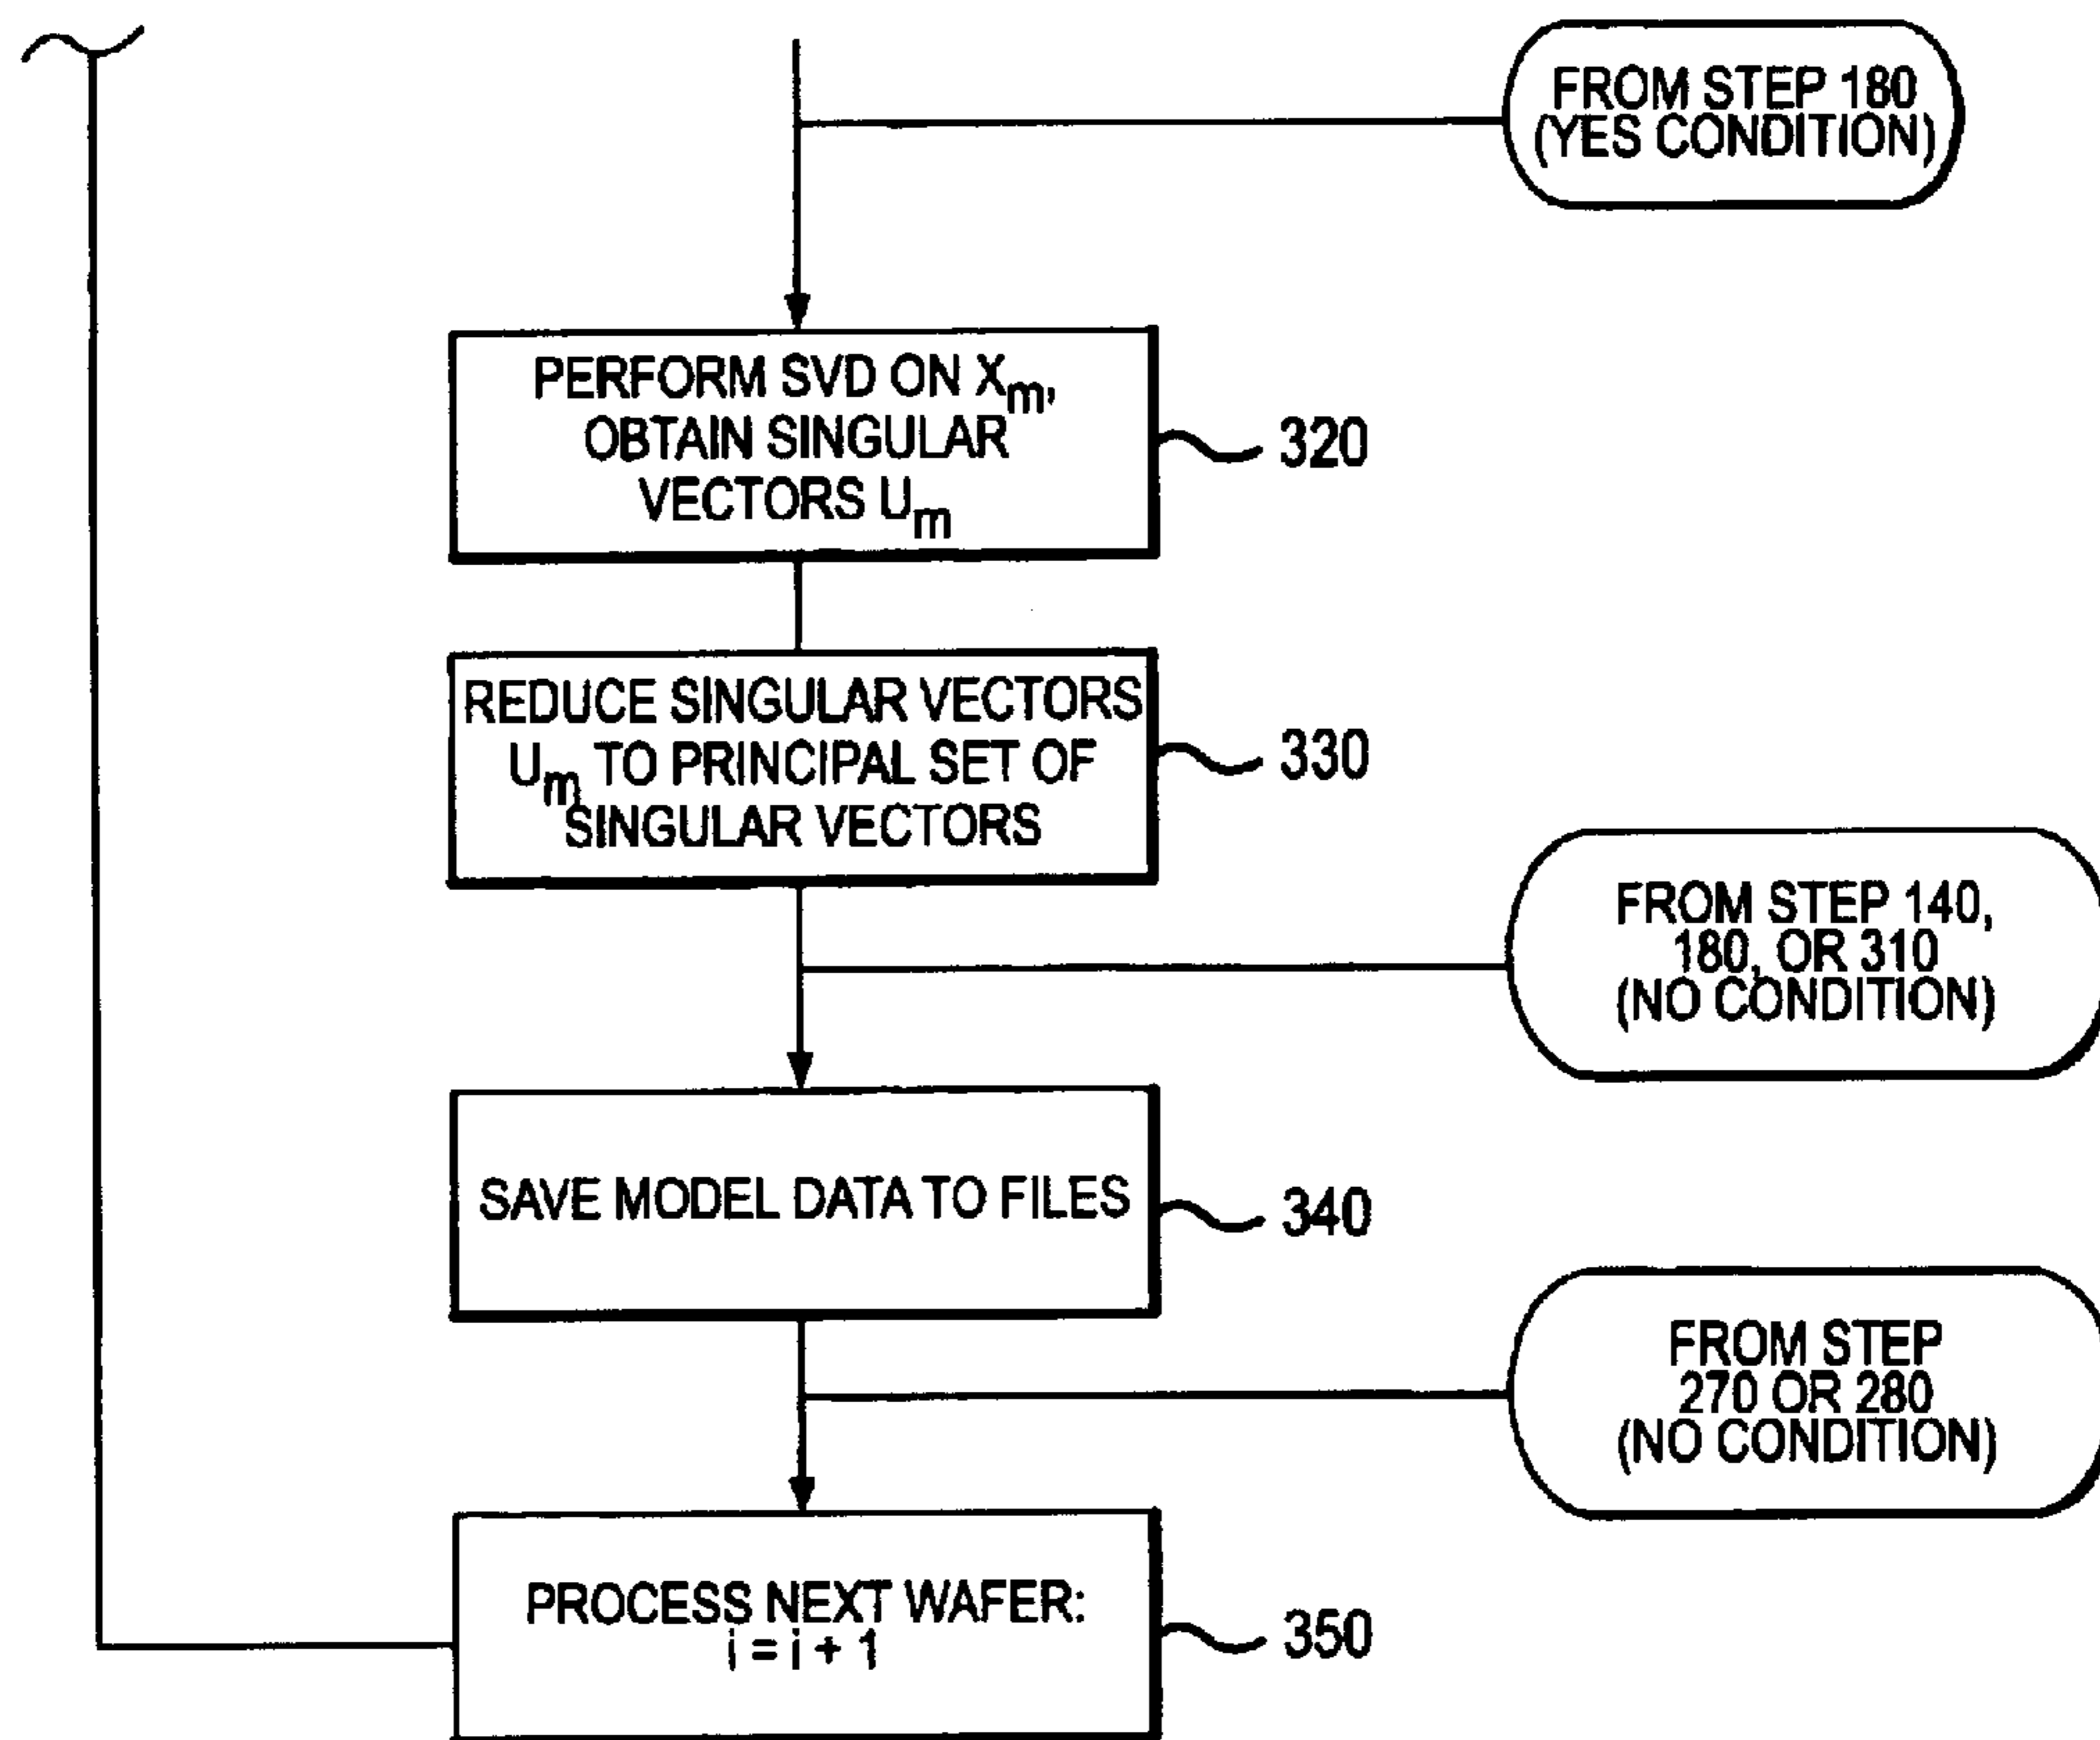 FROM STEP 180
(YES CONDITION)
PERFORM SVD ON Xm,
OBTAIN SINGULAR
VECTORS Um
320
REDUCE SINGULAR VECTORS
Um TO PRINCIPAL SET OF
SINGULAR VECTORS
330
FROM STEP 140,
180, OR 310
(NO CONDITION)
SAVE MODEL DATA TO FILES
340
FROM STEP
270 OR 280
(NO CONDITION)
PROCESS NEXT WAFER:
i = i + 1
350